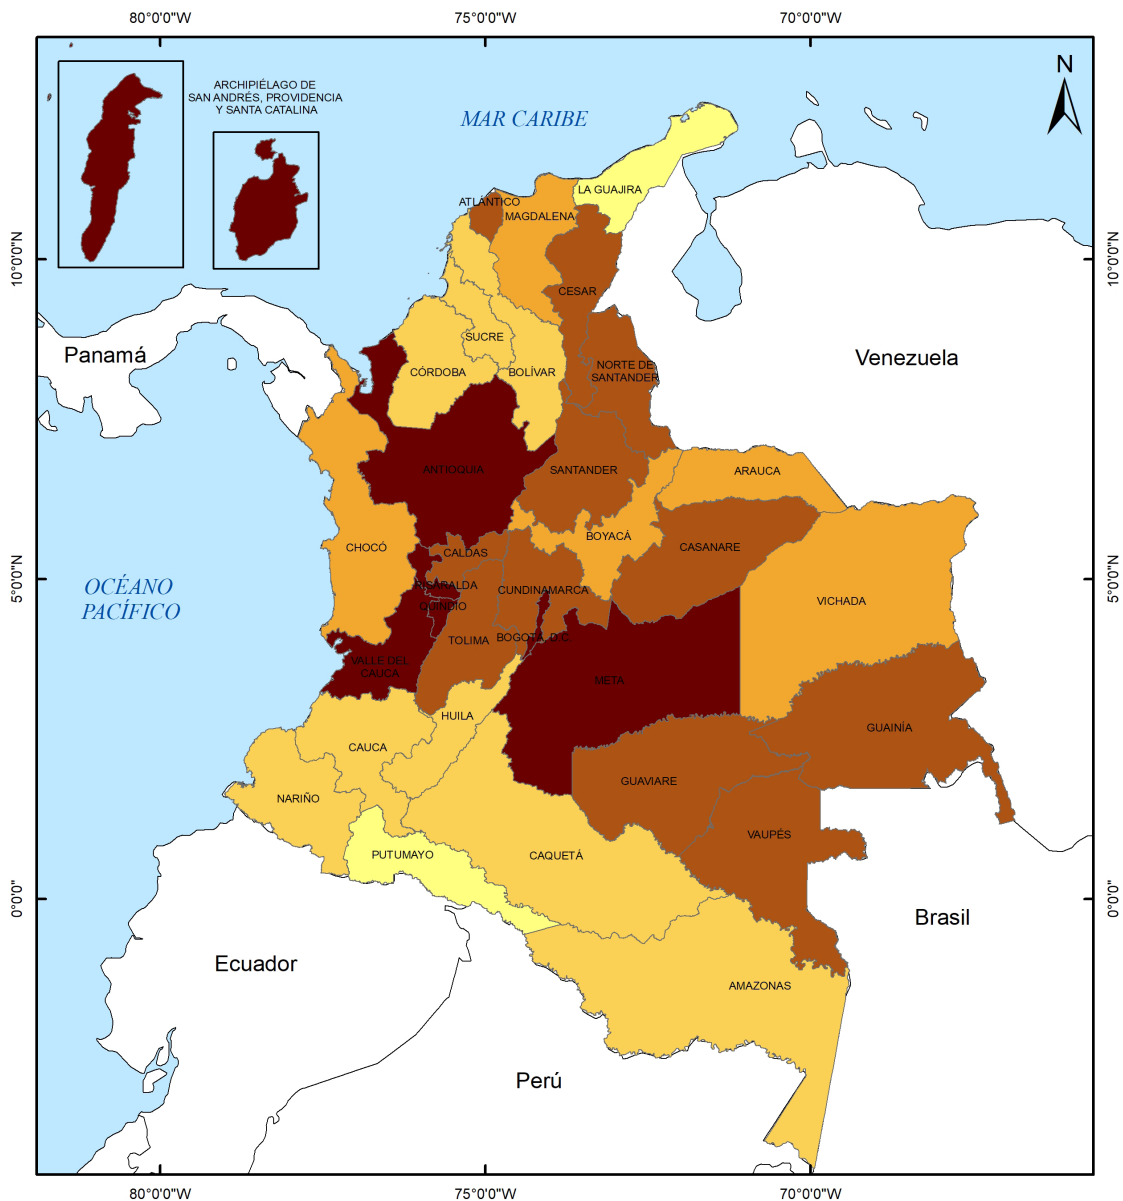 80°0'0"W
75°0'0"W
70°0'0"W
N
ARCHIPIÉLAGO DE
SAN ANDRÉS, PROVIDENCIA
Y SANTA CATALINA
MAR CARIBE
LA GUAJIRA
ATLÁNTICO
MAGDALENA
10°0'0"N
10°0'0"N
CESAR
SUCRE
Panamá
Venezuela
CÓRDOBA
BOLÍVAR
NORTE DE
SANTANDER
ANTIOQUIA
SANTANDER
ARAUCA
BOYACÁ
CHOCÓ
CASANARE
CALDAS
5°0'0"N
5°0'0"N
OCÉANO
PACÍFICO
RISARALDA
CUNDINAMARCA
VICHADA
QUINDÍO
TOLIMA
BOGOTÁ, D.C.
VALLE DEL
CAUCA
META
HUILA
GUAINÍA
CAUCA
GUAVIARE
NARIÑO
VAUPÉS
PUTUMAYO
CAQUETÁ
0°0'0"
0°0'0"
Brasil
Ecuador
AMAZONAS
Perú
80°0'0"W
75°0'0"W
70°0'0"W